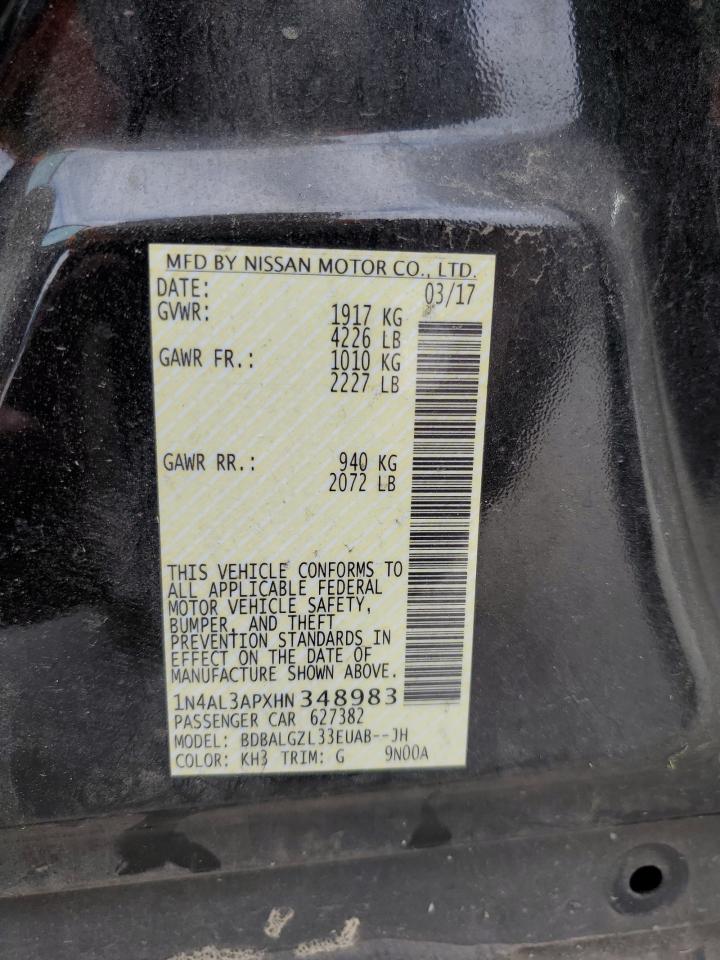 MFD BY NISSAN MOTOR CO., LTD.
DATE: 03/17
GVWR: 1917 KG
4226 LB
GAWR FR.: 1010 KG
2227 LB
GAWR RR.: 940 KG
2072 LB
THIS VEHICLE CONFORMS TO
ALL APPLICABLE FEDERAL
MOTOR VEHICLE SAFETY,
BUMPER, AND THEFT
PREVENTION STANDARDS IN
EFFECT ON THE DATE OF
MANUFACTURE SHOWN ABOVE.
1N4AL3APXHN348983
PASSENGER CAR 627382
MODEL: BDBALGZL33EUAB--JH
COLOR: KH3 TRIM: G 9N00A